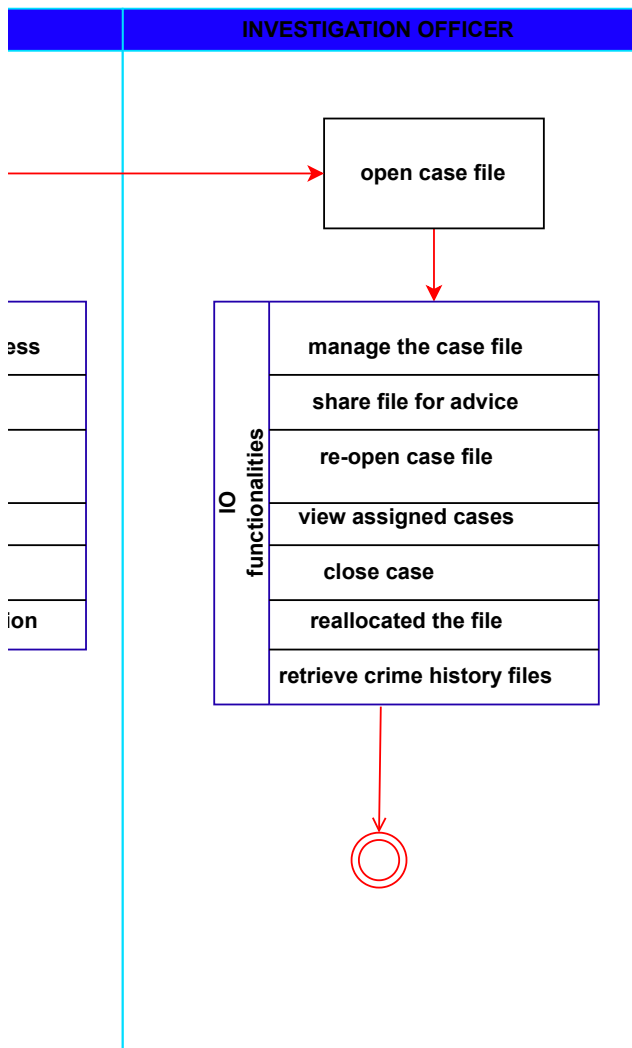 INVESTIGATION OFFICER
open case file
ess
ion
IO
functionalities
manage the case file
share file for advice
re-open case file
view assigned cases
close case
reallocated the file
retrieve crime history files